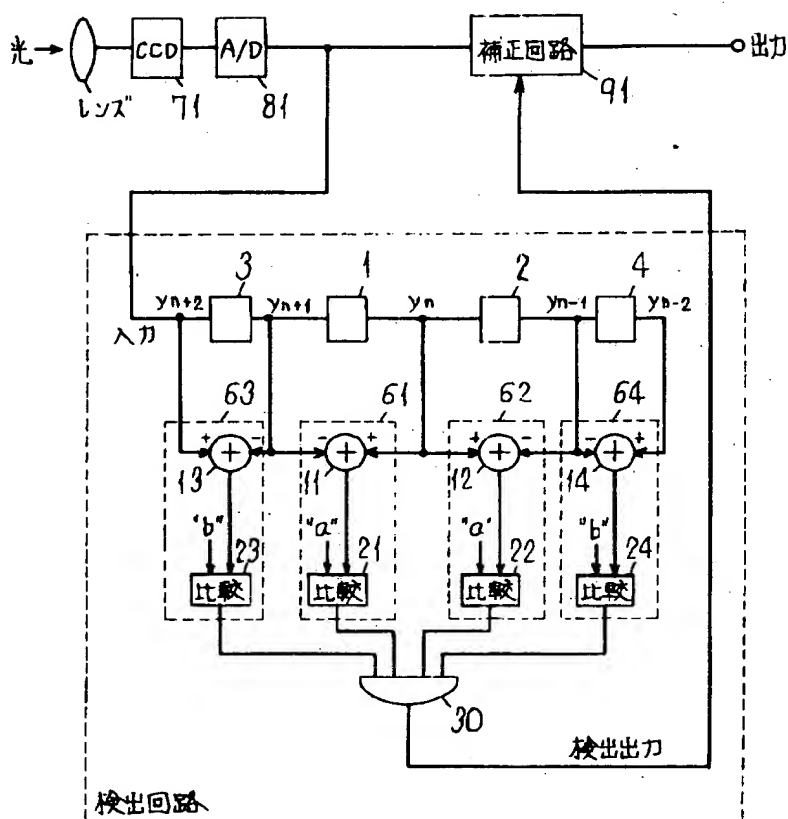 光
CCD
A/D
補正回路
出力
レンズ
71
81
91
3
1
2
4
yn+2
yn+1
yn
yn-1
yn-2
入力
63
61
62
64
+
+
-
-
+
+
+
-
-
+
+
13
11
12
14
"b"
"a"
"a"
"b"
23
21
22
24
比較
比較
比較
比較
30
検出出力
検出回路